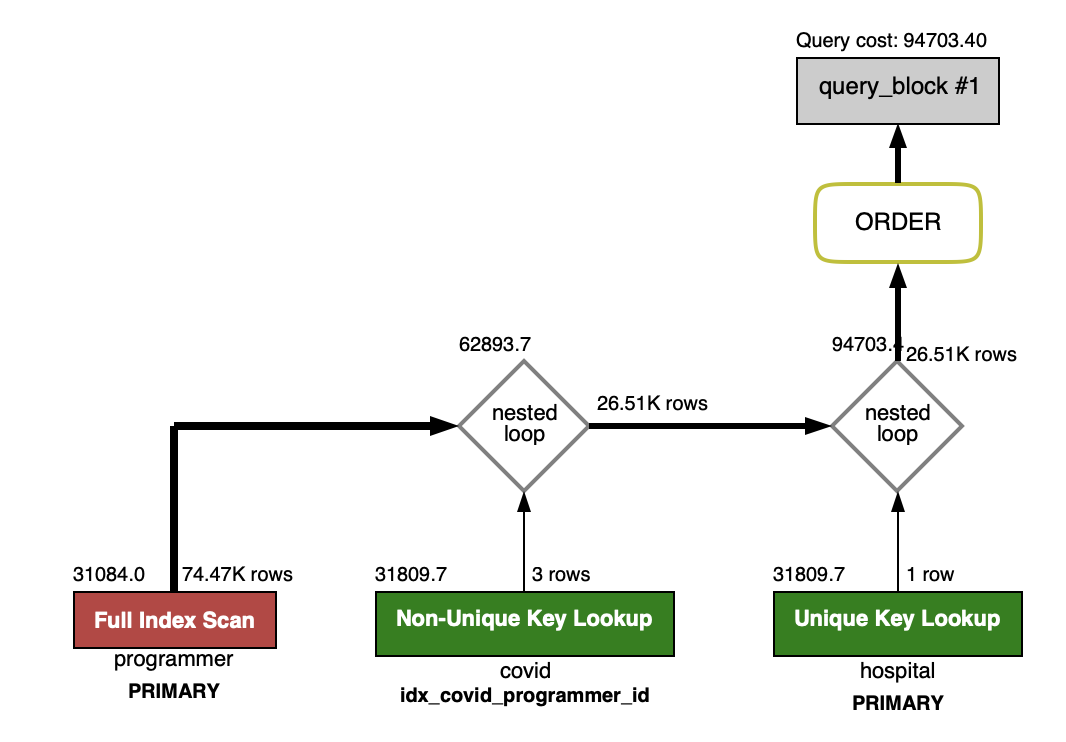 Query cost: 94703.40
query_block #1
ORDER
62893.7
94703.4
26.51K rows
nested
loop
26.51K rows
nested
loop
31084.0
74.47K rows
31809.7
3 rows
31809.7
1 row
Full Index Scan
Non-Unique Key Lookup
Unique Key Lookup
programmer
covid
hospital
PRIMARY
idx_covid_programmer_id
PRIMARY